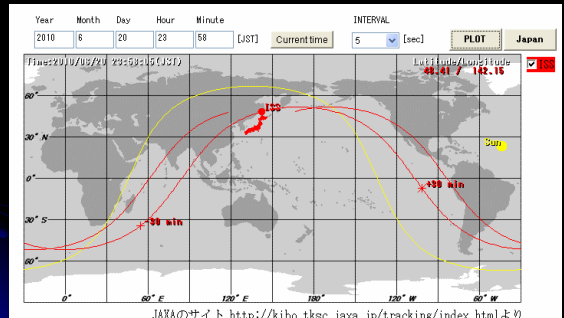 Year Month Day Hour Minute INTERVAL
2010 6 20 23 58 [JST] Current time 5 [sec] PLOT Japan
Time:2010/06/20 23:58:05(JST) Latitude/Longitude ISS
48.41 / 142.15
60°
ISS
Sun
30° N
0°
+30 min
30° S
-30 min
60°
0° 60° E 120° E 180° 120° W 60° W
JAXAのサイト http://kibo.tksc.jaxa.jp/tracking/index.htmlより